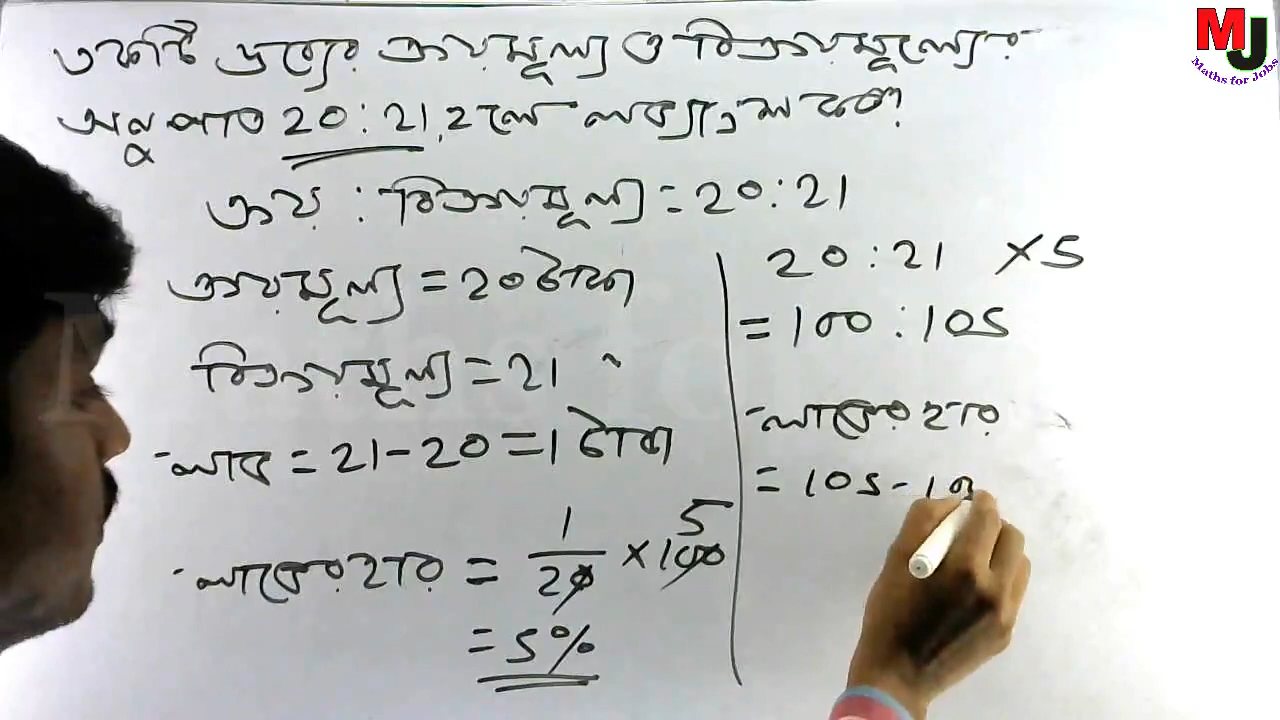 একটি দ্রব্যের ক্রয়মূল্য ও বিক্রয়মূল্যের
অনুপাত 20:21, হলে লাভ্যাংশ কত?
ক্রয় : বিক্রয়মূল্য = 20:21
ক্রয়মূল্য = 20 টাকা
বিক্রয়মূল্য = 21 "
লাভ = 21-20 = 1 টাকা
লাভের হার = 1/20 × 100 5
= 5%
20:21 ×5
= 100:105
লাভের হার
= 105-10
MJ
Maths for Jobs